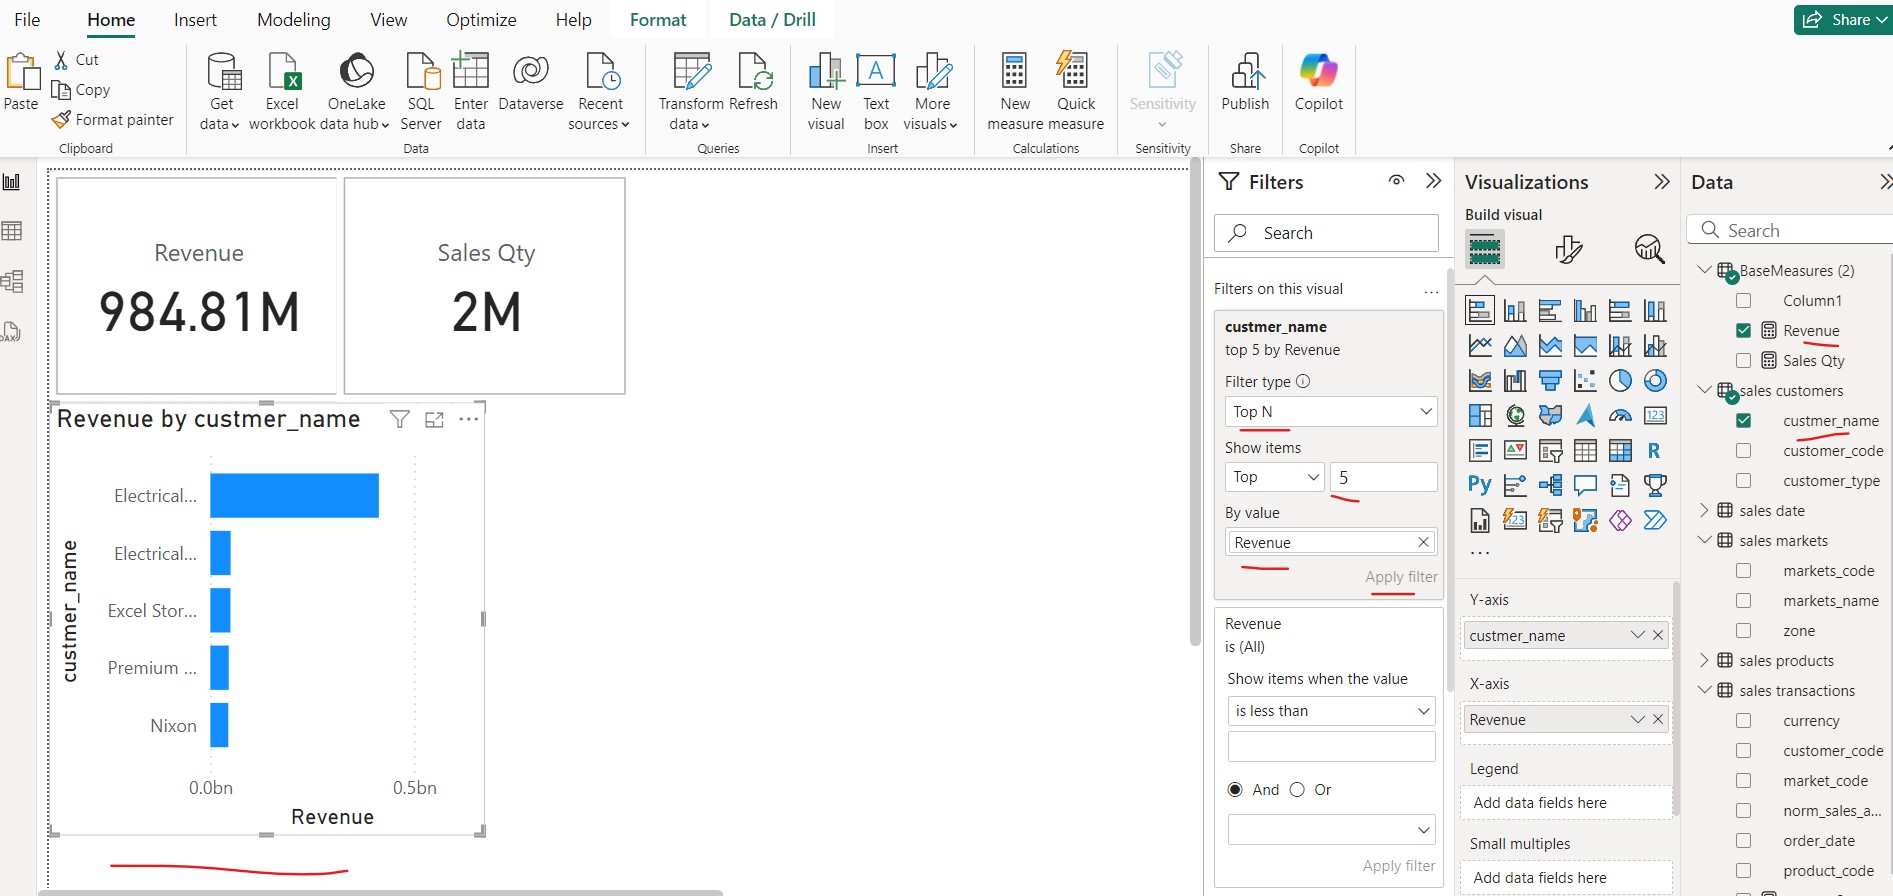 File Home Insert Modeling View Optimize Help Format Data / Drill Share
Paste
Cut
Copy
Format painter
Clipboard
Get data
Excel workbook
OneLake data hub
SQL Server
Enter data
Dataverse
Recent sources
Data
Transform data
Refresh
Queries
New visual
Text box
More visuals
Insert
New measure
Quick measure
Calculations
Sensitivity
Sensitivity
Publish
Share
Copilot
Copilot
DAX
Revenue
984.81M
Sales Qty
2M
Revenue by custmer_name
custmer_name
Electrical...
Electrical...
Excel Stor...
Premium ...
Nixon
0.0bn 0.5bn
Revenue
Filters
Search
Filters on this visual ...
custmer_name
top 5 by Revenue
Filter type
Top N
Show items
Top 5
By value
Revenue
Apply filter
Revenue
is (All)
Show items when the value
is less than
And Or
Apply filter
Visualizations
Build visual
123
R
Py
123
...
Y-axis
custmer_name
X-axis
Revenue
Legend
Add data fields here
Small multiples
Add data fields here
Data
Search
BaseMeasures (2)
Column1
Revenue
Sales Qty
sales customers
custmer_name
customer_code
customer_type
sales date
sales markets
markets_code
markets_name
zone
sales products
sales transactions
currency
customer_code
market_code
norm_sales_a...
order_date
product_code